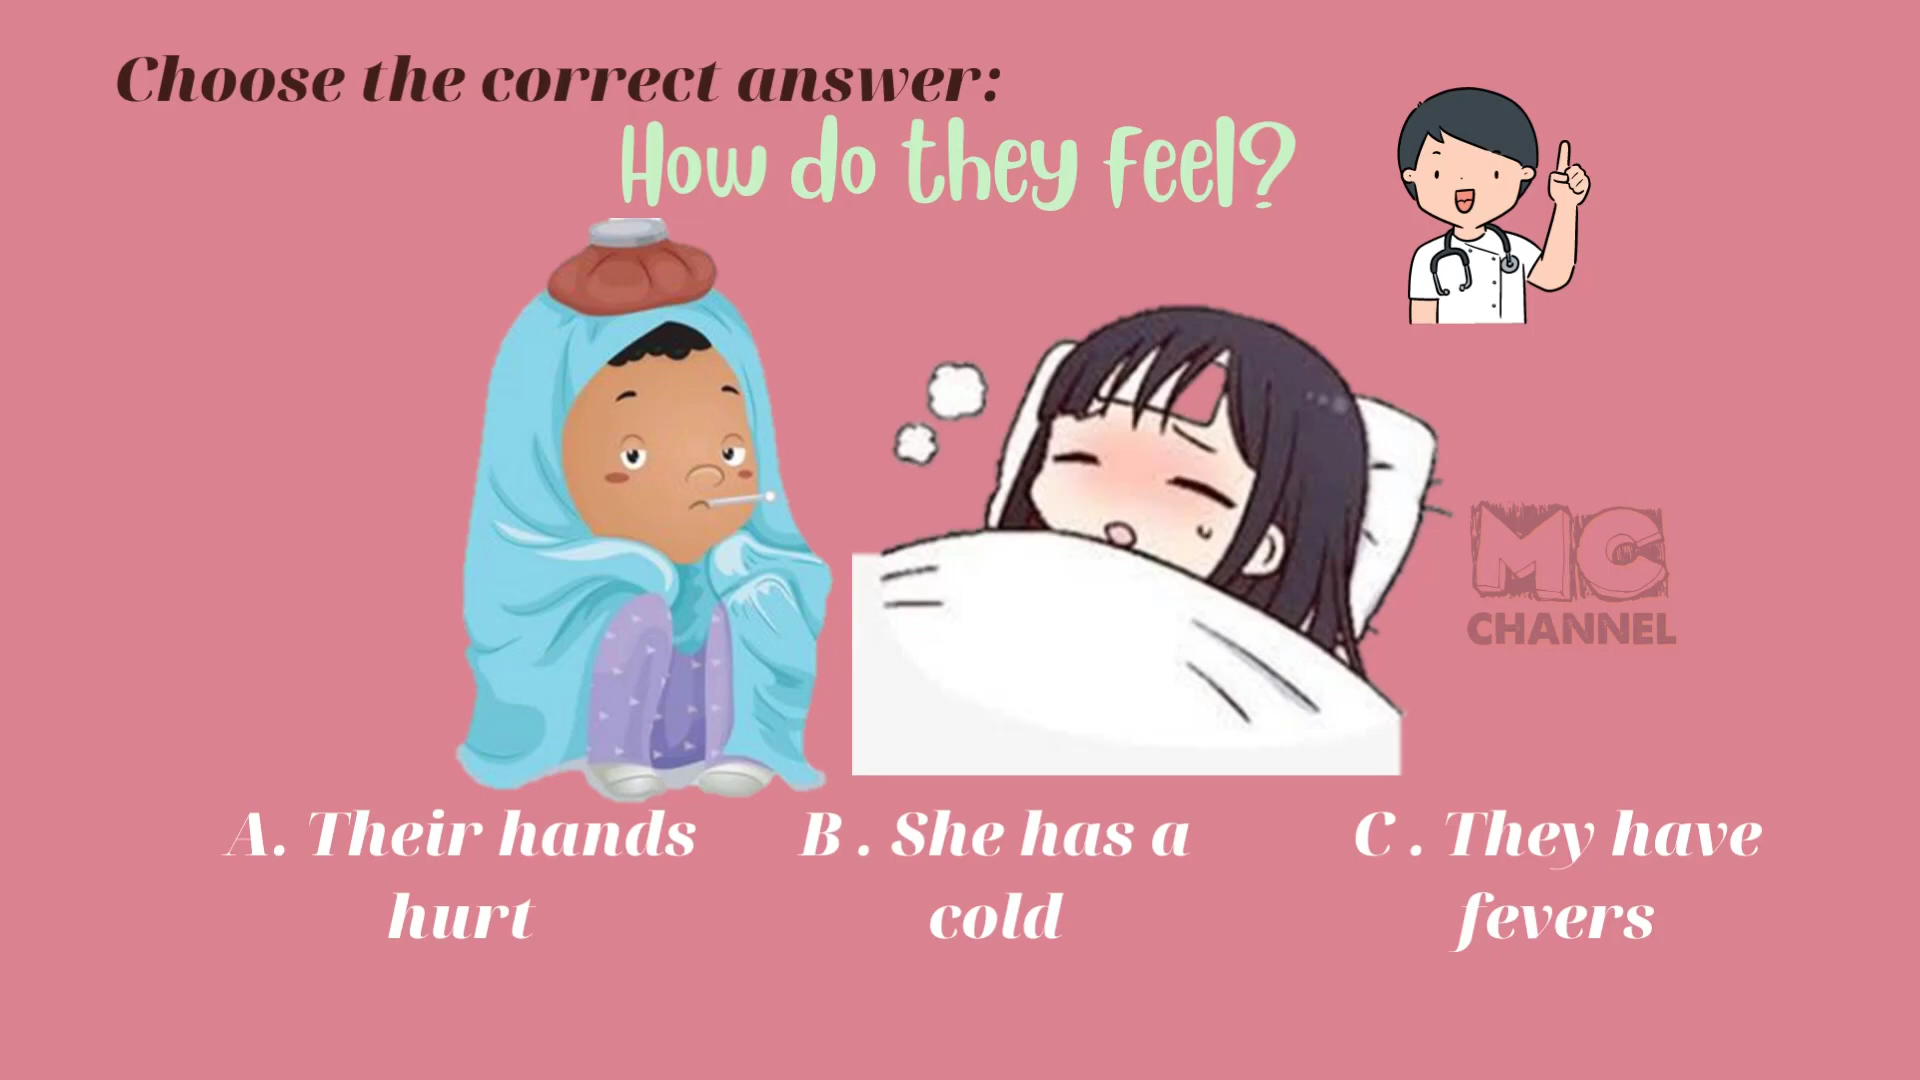 Choose the correct answer:
How do they feel?
MC
CHANNEL
A. Their hands
hurt
B . She has a
cold
C . They have
fevers